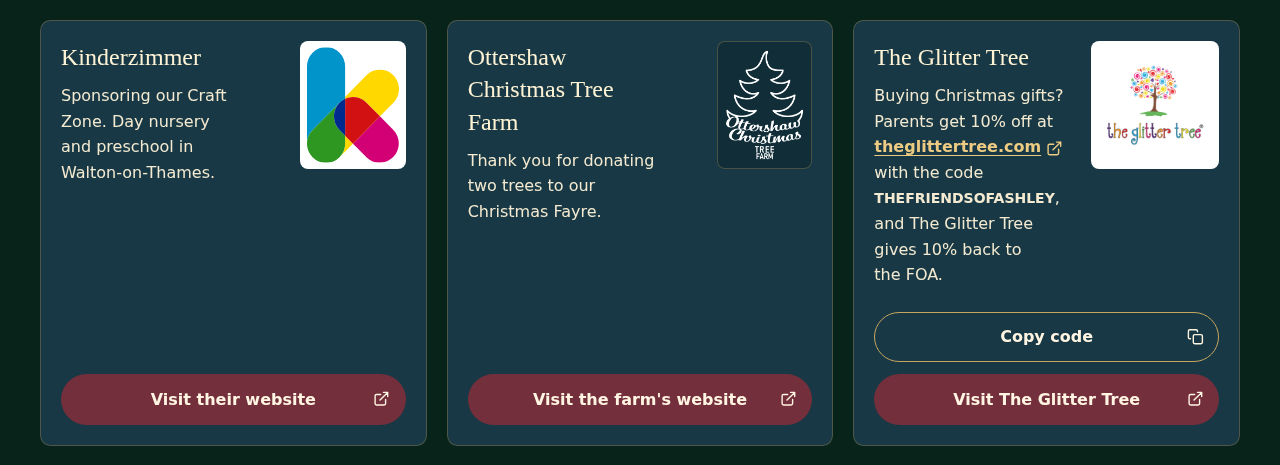 Kinderzimmer
Sponsoring our Craft
Zone. Day nursery
and preschool in
Walton-on-Thames.
Visit their website
Ottershaw
Christmas Tree
Farm
Thank you for donating
two trees to our
Christmas Fayre.
Ottershaw
Christmas
TREE
FARM
Visit the farm's website
The Glitter Tree
Buying Christmas gifts?
Parents get 10% off at
theglittertree.com
with the code
THEFRIENDSOFASHLEY,
and The Glitter Tree
gives 10% back to
the FOA.
the glitter tree
Copy code
Visit The Glitter Tree